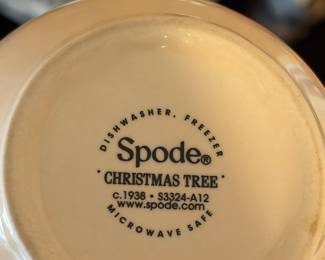 DISHWASHER. FREEZER
Spode®
· CHRISTMAS TREE ·
c.1938 • S3324-A12
www.spode.com
MICROWAVE SAFE